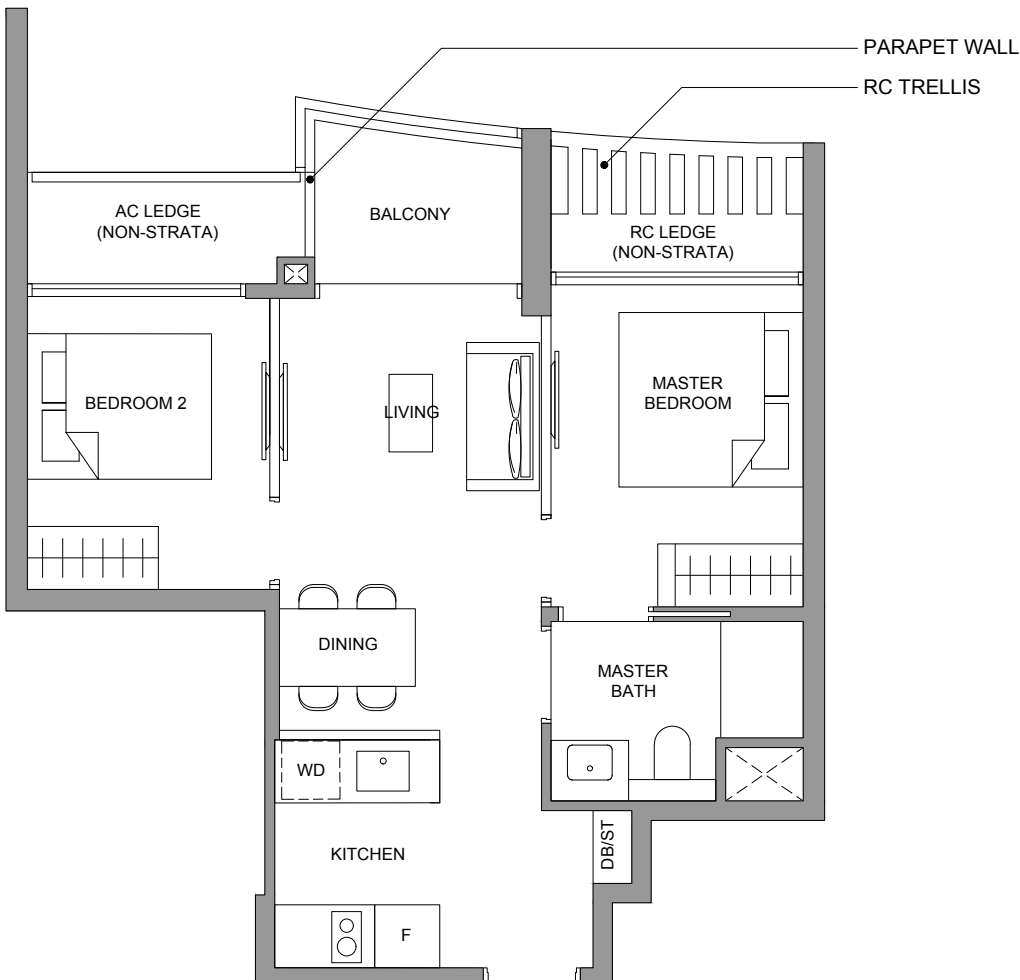 PARAPET WALL
RC TRELLIS
AC LEDGE
(NON-STRATA)
BALCONY
RC LEDGE
(NON-STRATA)
BEDROOM 2
LIVING
MASTER
BEDROOM
DINING
MASTER
BATH
WD
KITCHEN
DB/ST
F